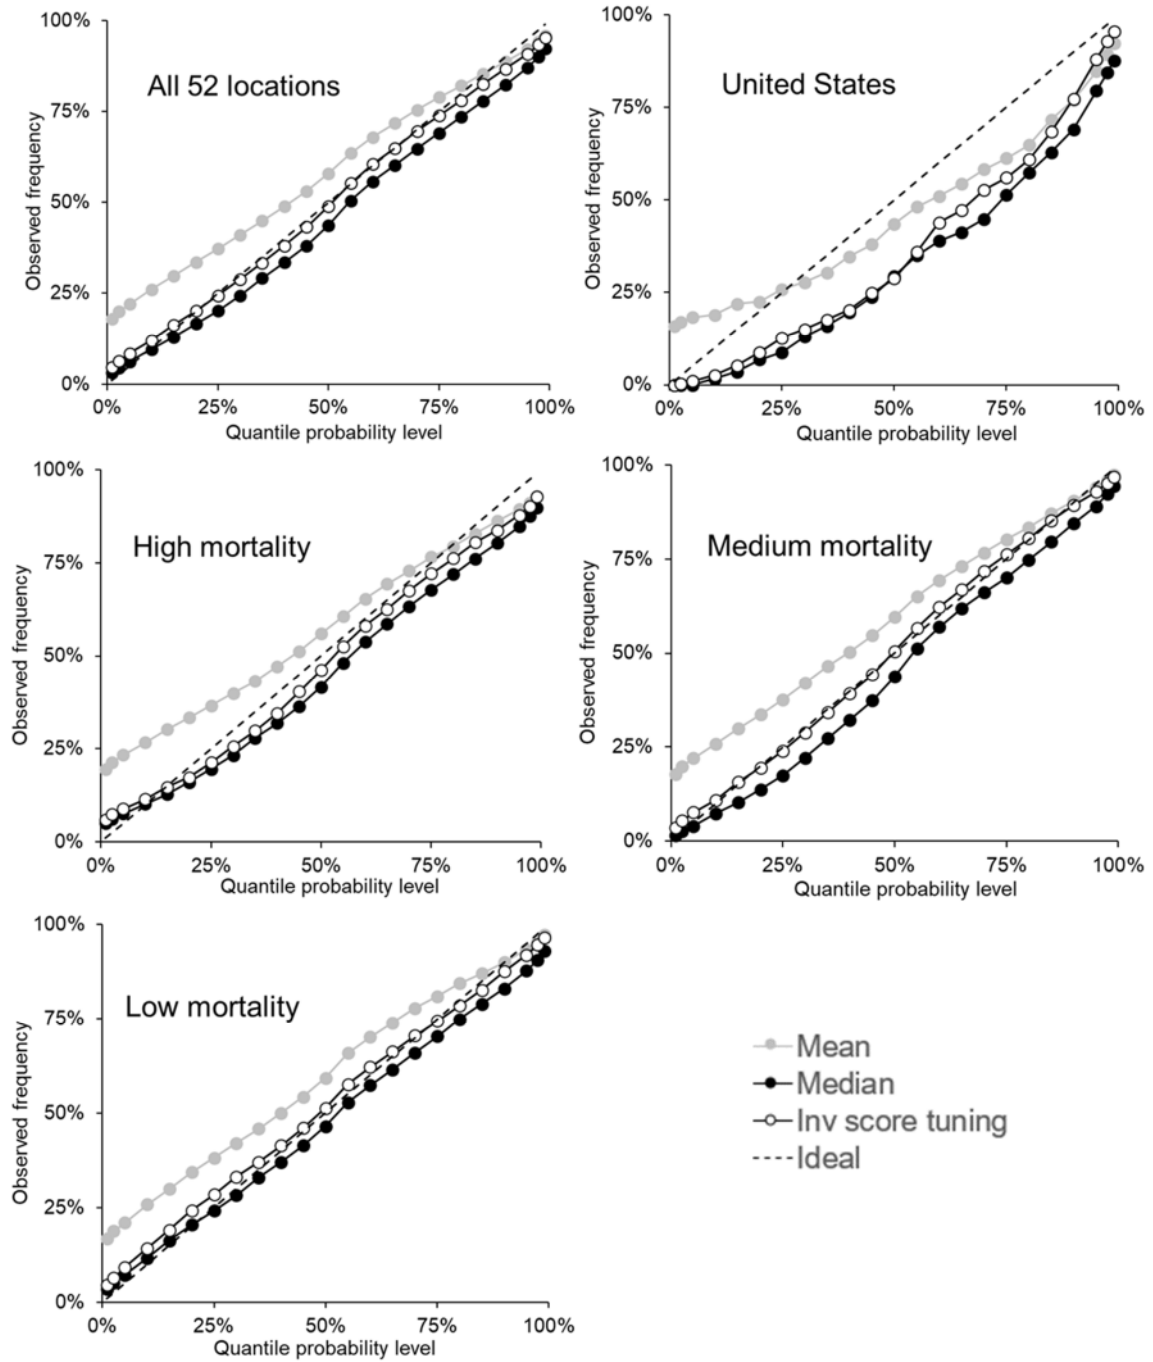 All 52 locations
Observed frequency
100%
75%
50%
25%
0%
0% 25% 50% 75% 100%
Quantile probability level
United States
Observed frequency
100%
75%
50%
25%
0%
0% 25% 50% 75% 100%
Quantile probability level
High mortality
Observed frequency
100%
75%
50%
25%
0%
0% 25% 50% 75% 100%
Quantile probability level
Medium mortality
Observed frequency
100%
75%
50%
25%
0%
0% 25% 50% 75% 100%
Quantile probability level
Low mortality
Observed frequency
100%
75%
50%
25%
0%
0% 25% 50% 75% 100%
Quantile probability level
Mean
Median
Inv score tuning
Ideal